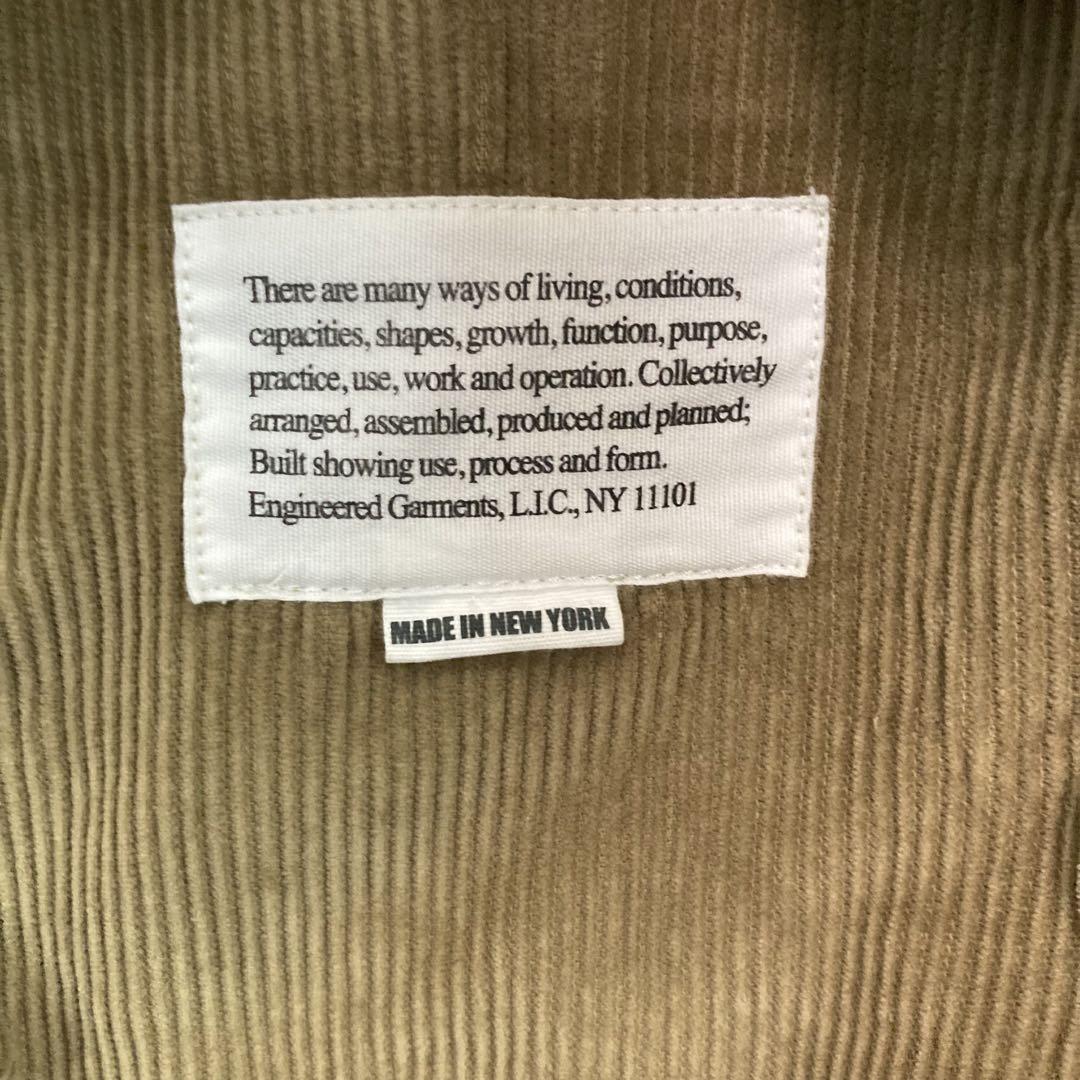 There are many ways of living, conditions,
capacities, shapes, growth, function, purpose,
practice, use, work and operation. Collectively
arranged, assembled, produced and planned;
Built showing use, process and form.
Engineered Garments, L.I.C., NY 11101
MADE IN NEW YORK